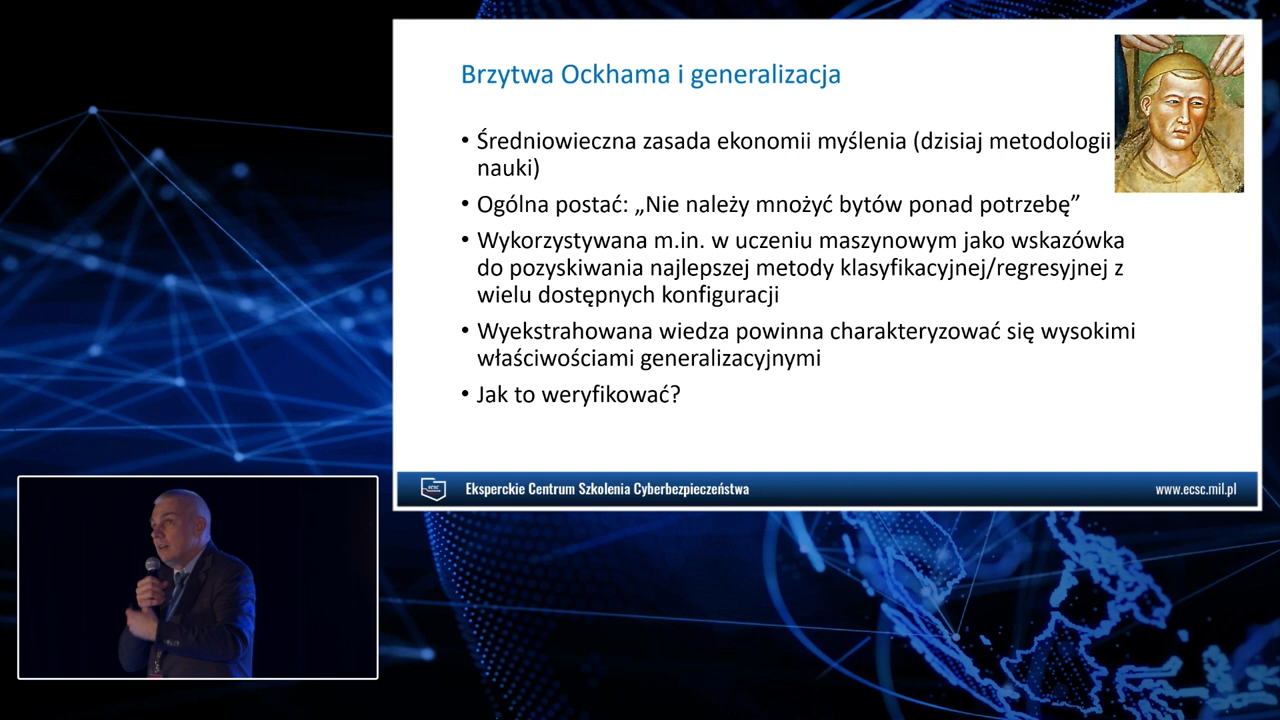 Brzytwa Ockhama i generalizacja
• Średniowieczna zasada ekonomii myślenia (dzisiaj metodologii
nauki)
• Ogólna postać: „Nie należy mnożyć bytów ponad potrzebę”
• Wykorzystywana m.in. w uczeniu maszynowym jako wskazówka
do pozyskiwania najlepszej metody klasyfikacyjnej/regresyjnej z
wielu dostępnych konfiguracji
• Wyekstrahowana wiedza powinna charakteryzować się wysokimi
właściwościami generalizacyjnymi
• Jak to weryfikować?
ecsc
Eksperckie Centrum Szkolenia Cyberbezpieczeństwa
www.ecsc.mil.pl